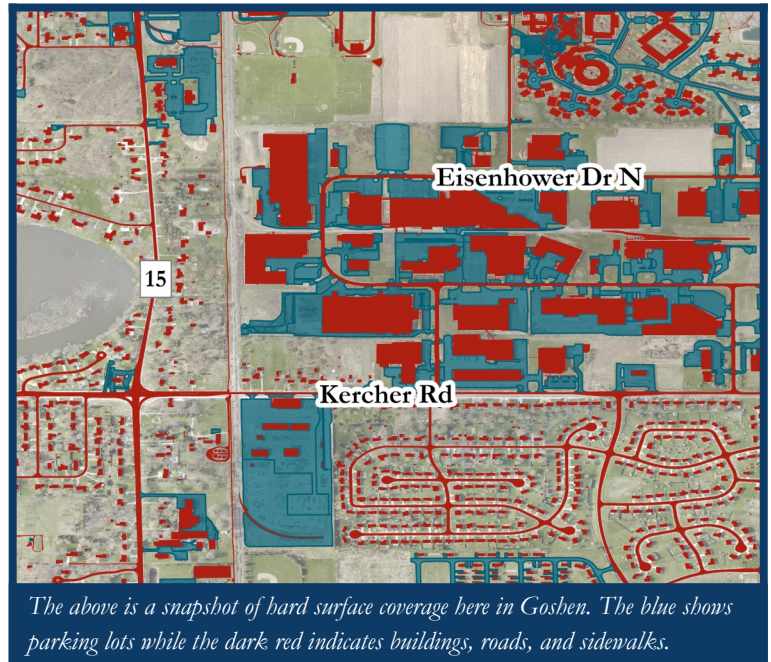 Eisenhower Dr N
15
Kercher Rd
The above is a snapshot of hard surface coverage here in Goshen. The blue shows
parking lots while the dark red indicates buildings, roads, and sidewalks.